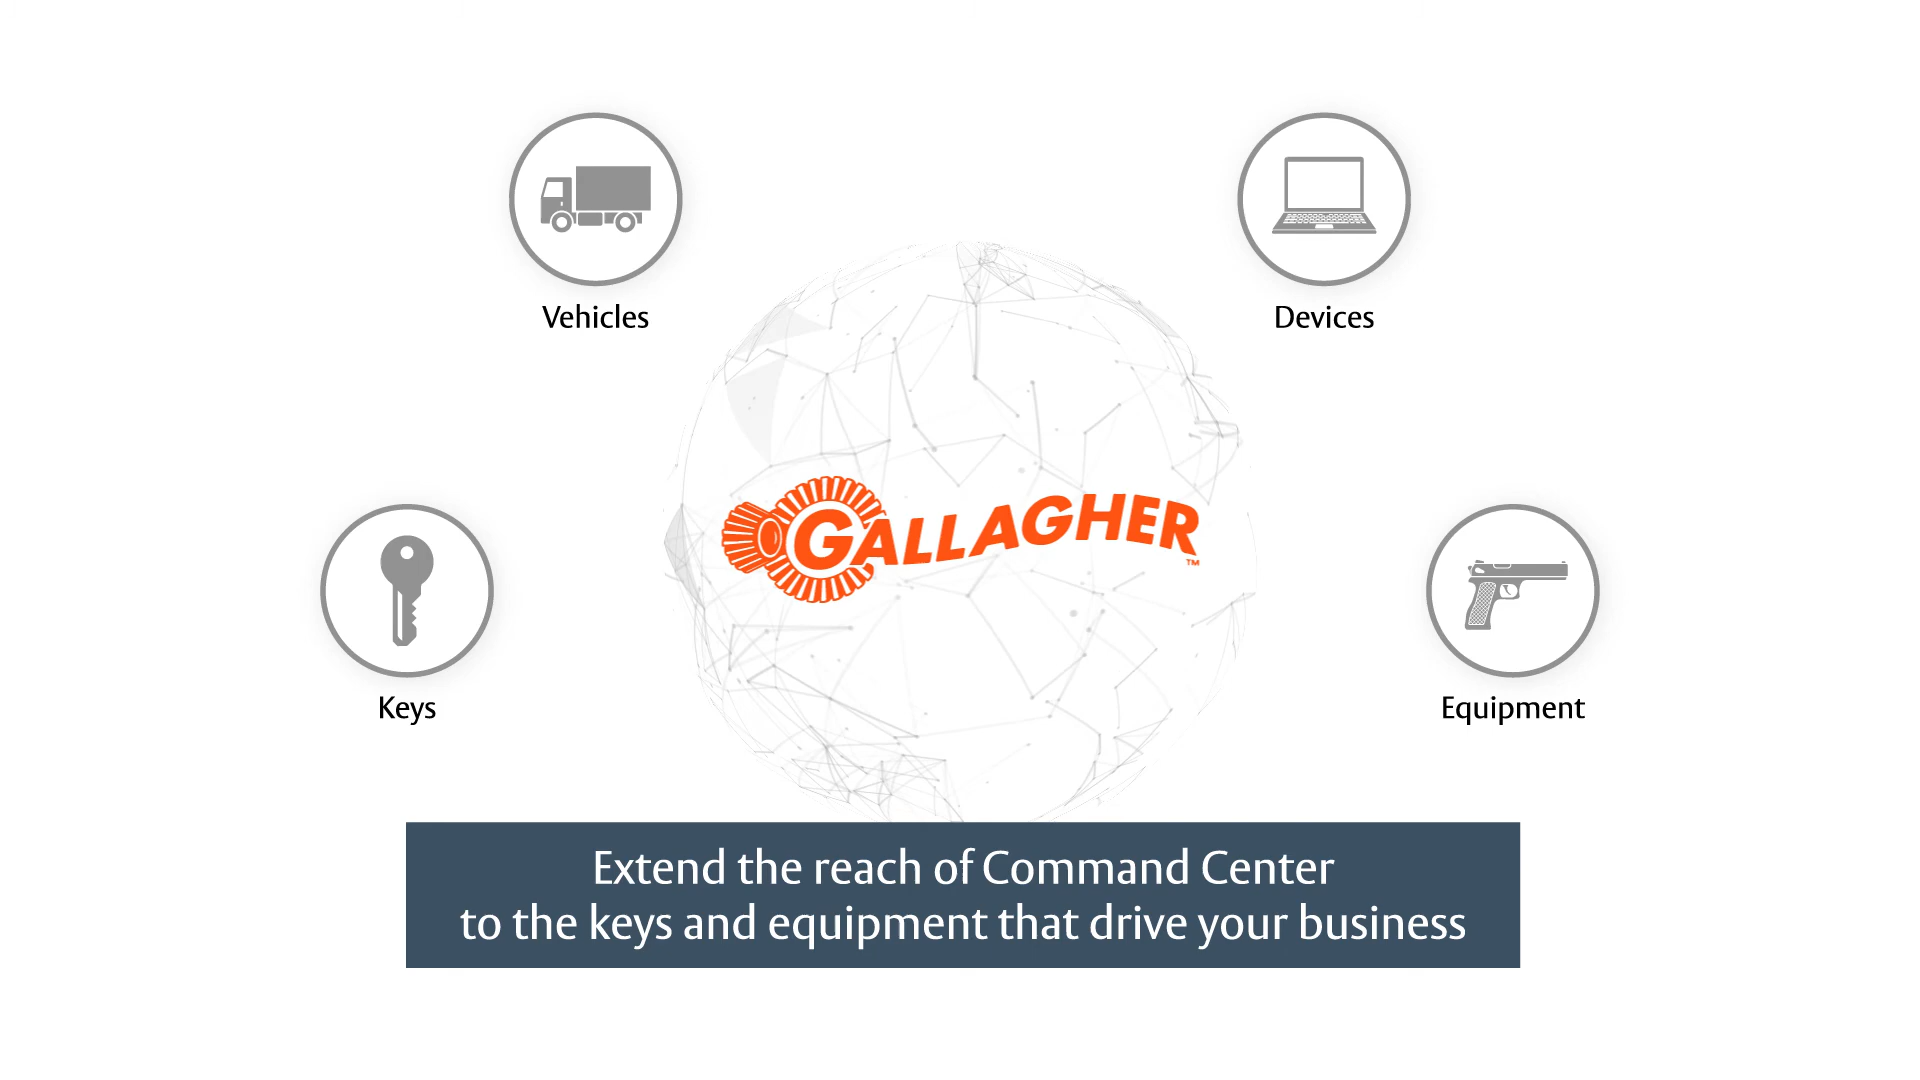 Vehicles
Devices
GALLAGHER™
Keys
Equipment
Extend the reach of Command Center
to the keys and equipment that drive your business